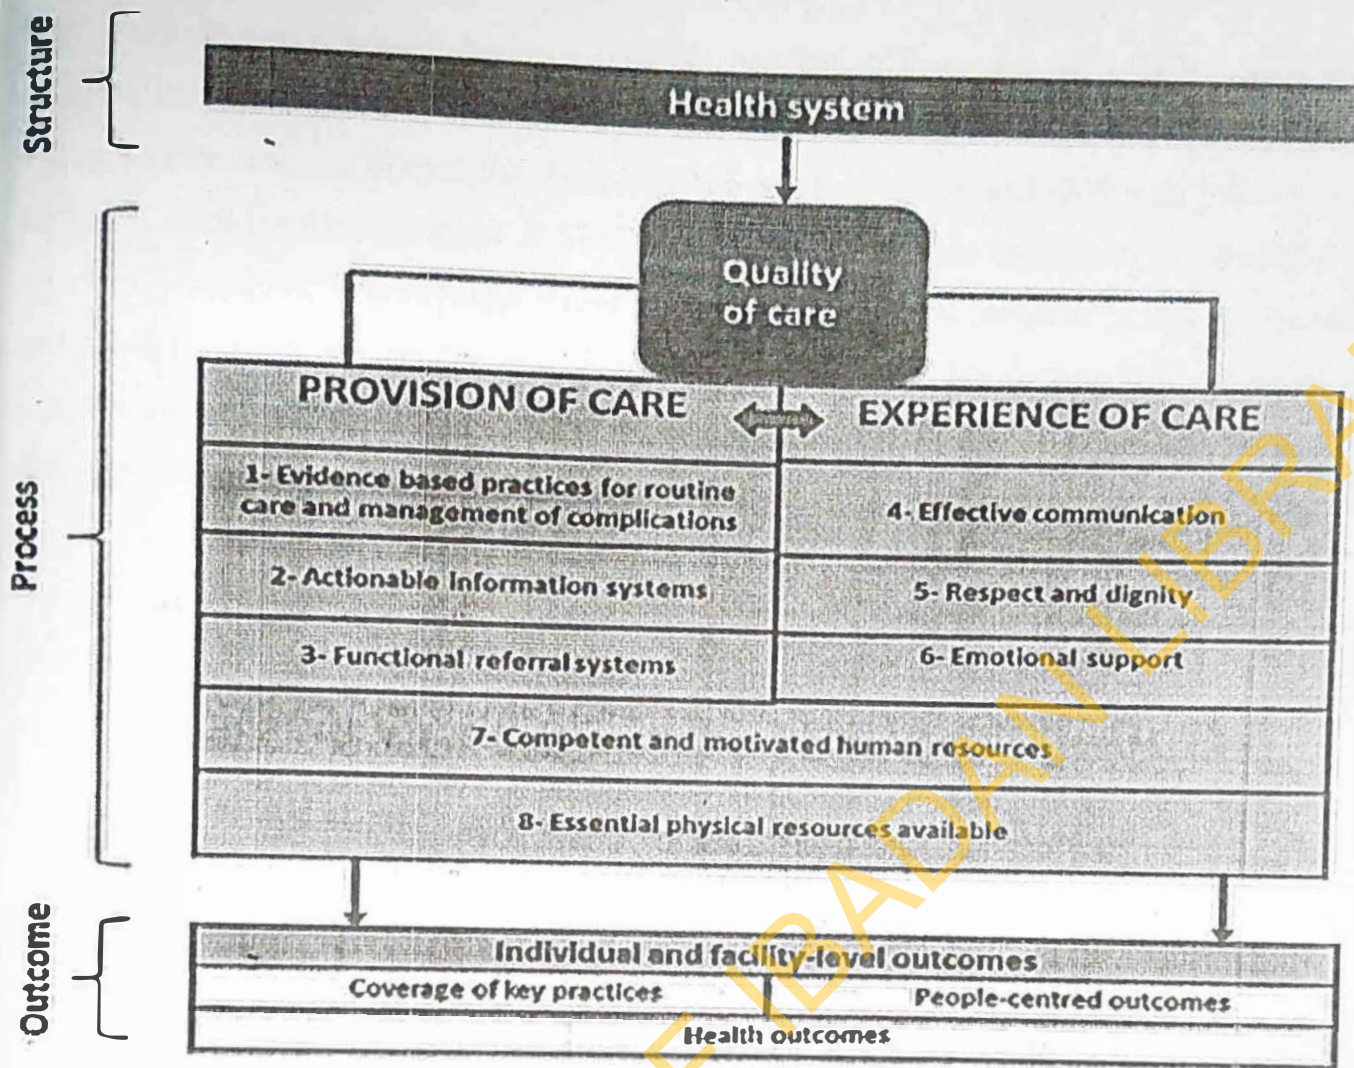 Structure
Health system
Quality
of care
Process
PROVISION OF CARE
EXPERIENCE OF CARE
1- Evidence based practices for routine
care and management of complications
4- Effective communication
2- Actionable Information systems
5- Respect and dignity
3- Functional referral systems
6- Emotional support
7- Competent and motivated human resources
8- Essential physical resources available
Outcome
Individual and facility-level outcomes
Coverage of key practices
People-centred outcomes
Health outcomes
IBADAN